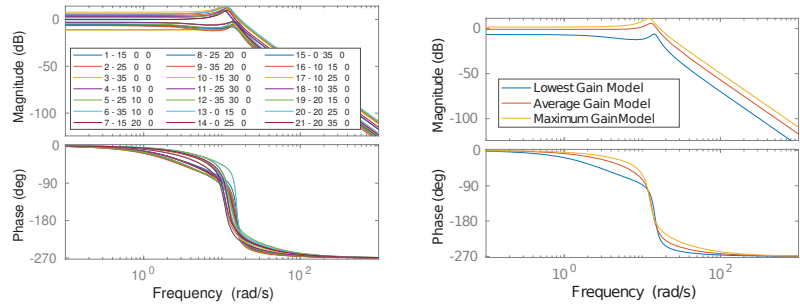 0
-50
-100
Magnitude (dB)
1 - 15 0 0
2 - 25 0 0
3 - 35 0 0
4 - 15 10 0
5 - 25 10 0
6 - 35 10 0
7 - 15 20 0
8 - 25 20 0
9 - 35 20 0
10 - 15 30 0
11 - 25 30 0
12 - 35 30 0
13 - 0 15 0
14 - 0 25 0
15 - 0 35 0
16 - 10 15 0
17 - 10 25 0
18 - 10 35 0
19 - 20 15 0
20 - 20 25 0
21 - 20 35 0
0
-90
-180
-270
Phase (deg)
10^0
10^2
Frequency (rad/s)
0
-50
-100
Magnitude (dB)
Lowest Gain Model
Average Gain Model
Maximum GainModel
0
-90
-180
-270
Phase (deg)
10^0
10^2
Frequency (rad/s)